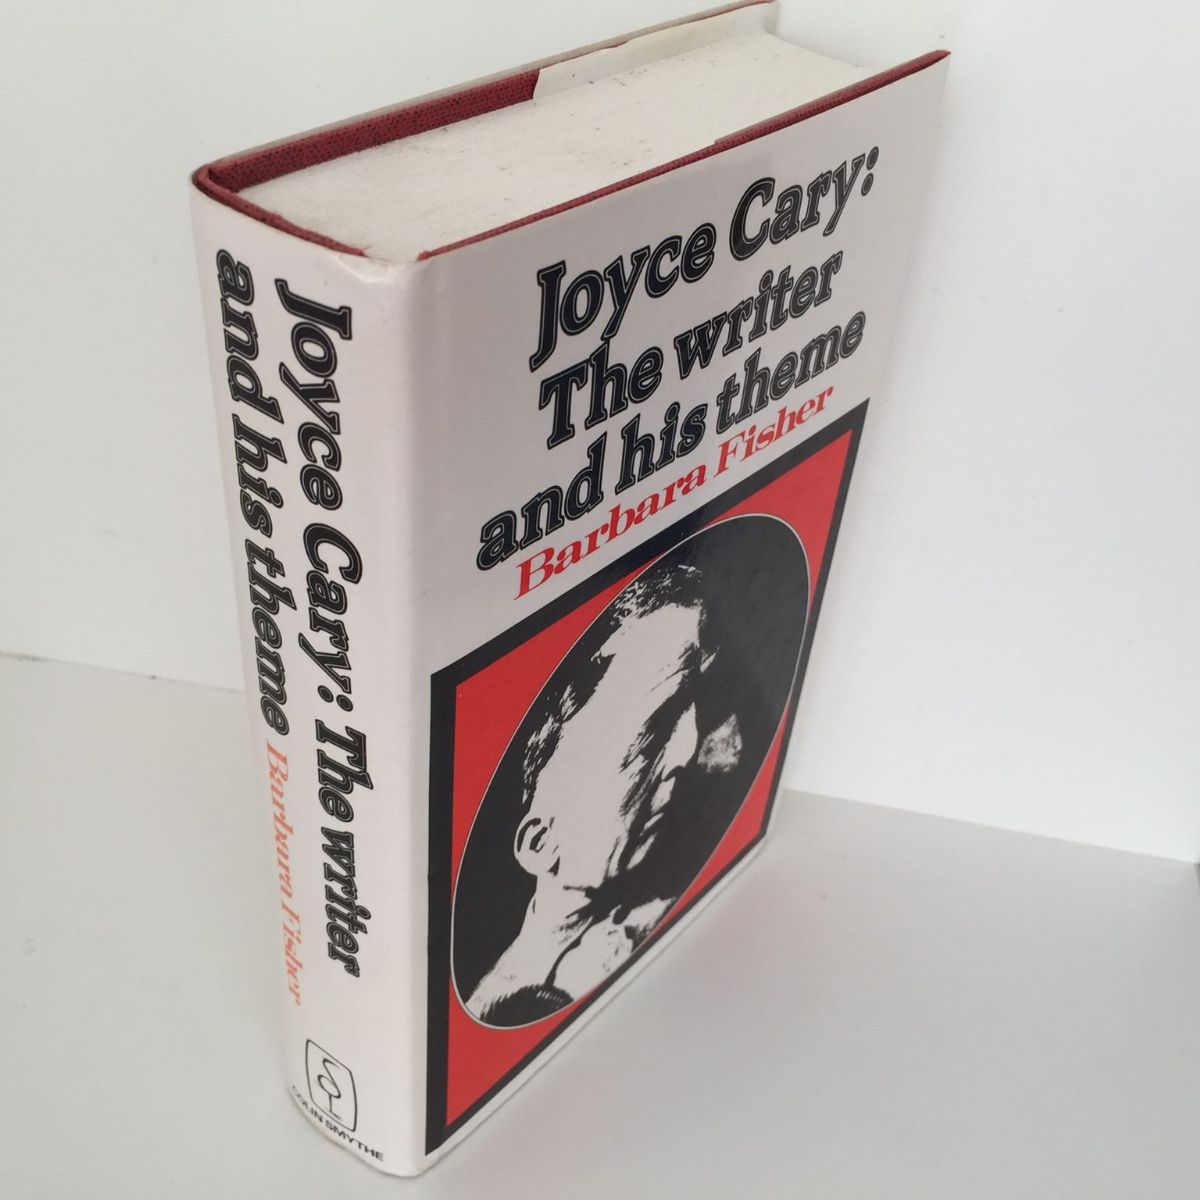 Joyce Cary:
The writer
and his theme
Barbara Fisher
Joyce Cary: The writer
and his theme Barbara Fisher
COLIN SMYTHE